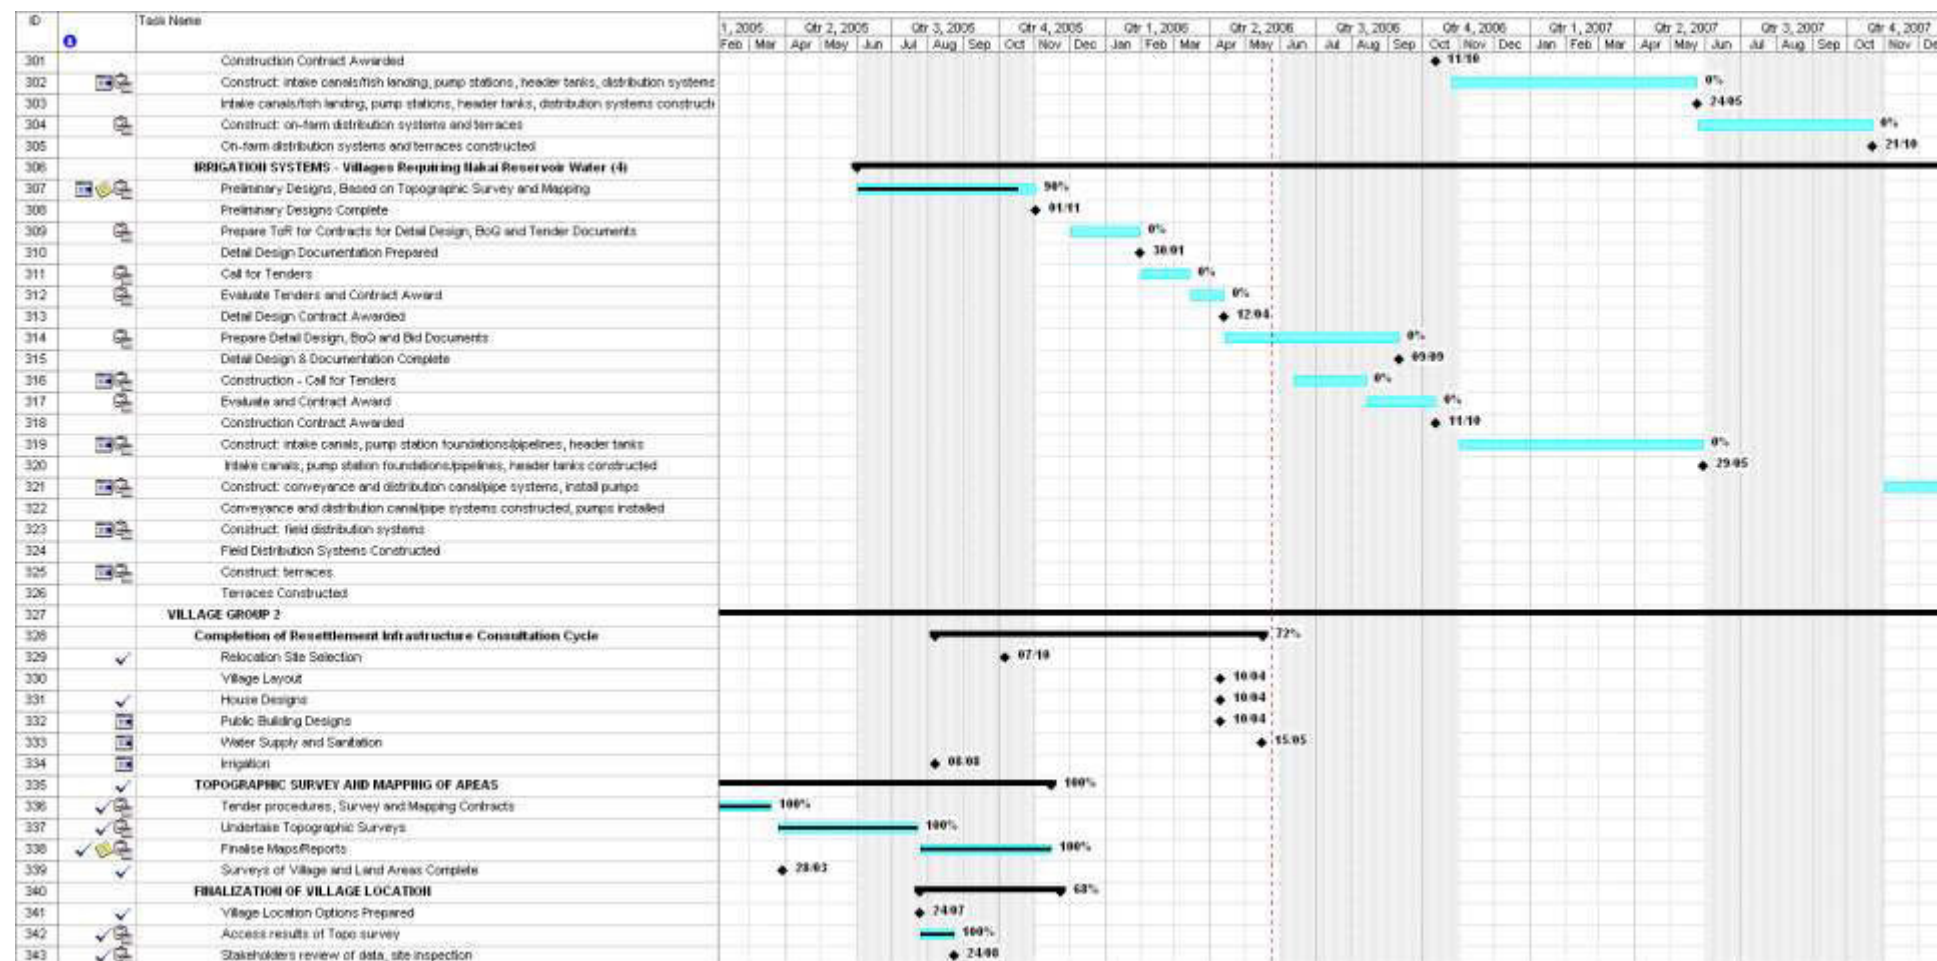 ID Task Name 1, 2005 Qtr 2, 2005 Qtr 3, 2005 Qtr 4, 2005 Qtr 1, 2006 Qtr 2, 2006 Qtr 3, 2006 Qtr 4, 2006 Qtr 1, 2007 Qtr 2, 2007 Qtr 3, 2007 Qtr 4, 2007
Feb Mar Apr May Jun Jul Aug Sep Oct Nov Dec Jan Feb Mar Apr May Jun Jul Aug Sep Oct Nov Dec Jan Feb Mar Apr May Jun Jul Aug Sep Oct Nov De
301 Construction Contract Awarded 11/10
302 Construct: intake canals/fish landing, pump stations, header tanks, distribution systems 0%
303 Intake canals/fish landing, pump stations, header tanks, distribution systems constructe 24/05
304 Construct: on-farm distribution systems and terraces 0%
305 On-farm distribution systems and terraces constructed 21/10
306 IRRIGATION SYSTEMS - Villages Requiring Nakai Reservoir Water (4)
307 Preliminary Designs, Based on Topographic Survey and Mapping 90%
308 Preliminary Designs Complete 01/11
309 Prepare ToR for Contracts for Detail Design, BoQ and Tender Documents 0%
310 Detail Design Documentation Prepared 30/01
311 Call for Tenders 0%
312 Evaluate Tenders and Contract Award 0%
313 Detail Design Contract Awarded 12/04
314 Prepare Detail Design, BoQ and Bid Documents 0%
315 Detail Design & Documentation Complete 09/09
316 Construction - Call for Tenders 0%
317 Evaluate and Contract Award 0%
318 Construction Contract Awarded 11/10
319 Construct: intake canals, pump station foundations/pipelines, header tanks 0%
320 Intake canals, pump station foundations/pipelines, header tanks constructed 29/05
321 Construct: conveyance and distribution canal/pipe systems, install pumps
322 Conveyance and distribution canal/pipe systems constructed, pumps installed
323 Construct: field distribution systems
324 Field Distribution Systems Constructed
325 Construct: terraces
326 Terraces Constructed
327 VILLAGE GROUP 2
328 Completion of Resettlement Infrastructure Consultation Cycle 72%
329 Relocation Site Selection 07/10
330 Village Layout 10/04
331 House Designs 10/04
332 Public Building Designs 10/04
333 Water Supply and Sanitation 15/05
334 Irrigation 08/08
335 TOPOGRAPHIC SURVEY AND MAPPING OF AREAS 100%
336 Tender procedures, Survey and Mapping Contracts 100%
337 Undertake Topographic Surveys 100%
338 Finalise Maps/Reports 100%
339 Surveys of Village and Land Areas Complete 28/03
340 FINALIZATION OF VILLAGE LOCATION 68%
341 Village Location Options Prepared 24/07
342 Access results of Topo survey 100%
343 Stakeholders review of data, site inspection 24/08